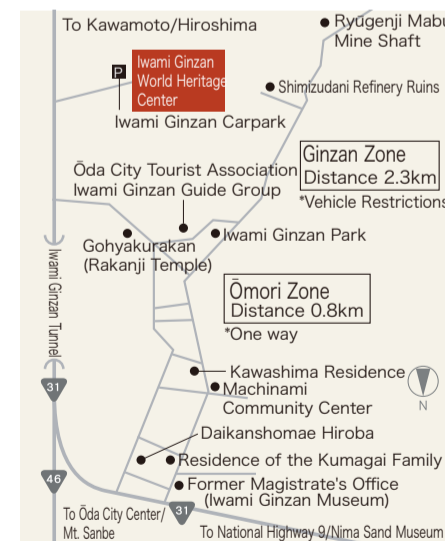 To Kawamoto/Hiroshima
Ryūgenji Mabu
Mine Shaft
P
Iwami Ginzan
World Heritage
Center
Shimizudani Refinery Ruins
Iwami Ginzan Carpark
Ginzan Zone
Distance 2.3km
*Vehicle Restrictions
Ōda City Tourist Association
Iwami Ginzan Guide Group
Iwami Ginzan Park
Gohyakurakan
(Rakanji Temple)
Iwami Ginzan Tunnel
Ōmori Zone
Distance 0.8km
*One way
Kawashima Residence
Machinami
Community Center
N
31
Daikanshomae Hiroba
Residence of the Kumagai Family
46
Former Magistrate's Office
(Iwami Ginzan Museum)
31
To Ōda City Center/
Mt. Sanbe
To National Highway 9/Nima Sand Museum